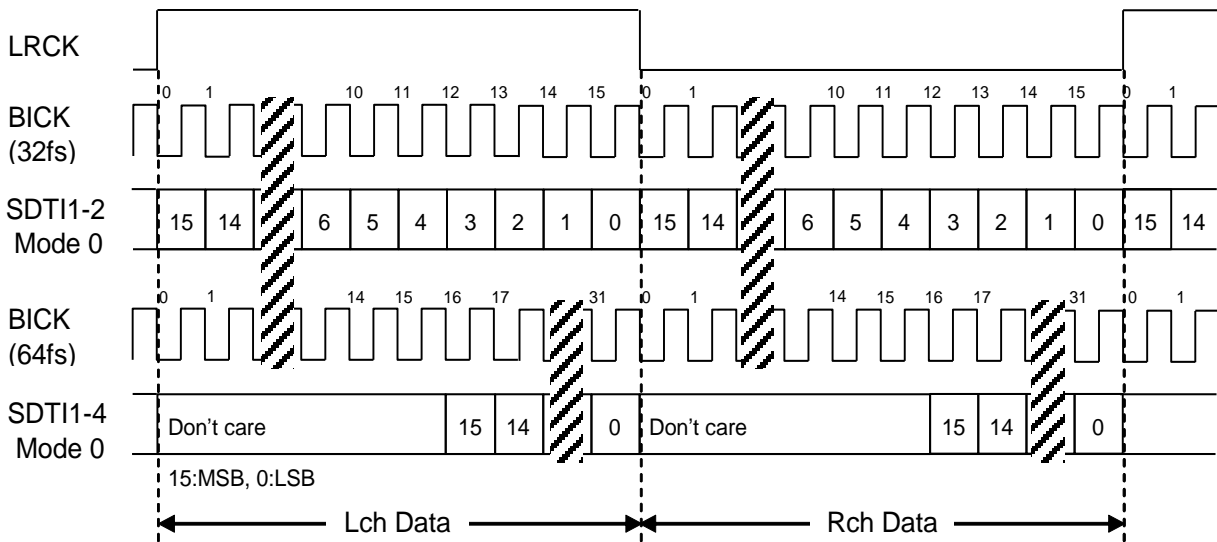 LRCK
0 1 10 11 12 13 14 15 0 1 10 11 12 13 14 15 0 1
BICK
(32fs)
SDTI1-2
Mode 0
15 14 6 5 4 3 2 1 0 15 14 6 5 4 3 2 1 0 15 14
0 1 14 15 16 17 31 0 1 14 15 16 17 31 0 1
BICK
(64fs)
SDTI1-4
Mode 0
Don't care 15 14 0 Don't care 15 14 0
15:MSB, 0:LSB
Lch Data Rch Data